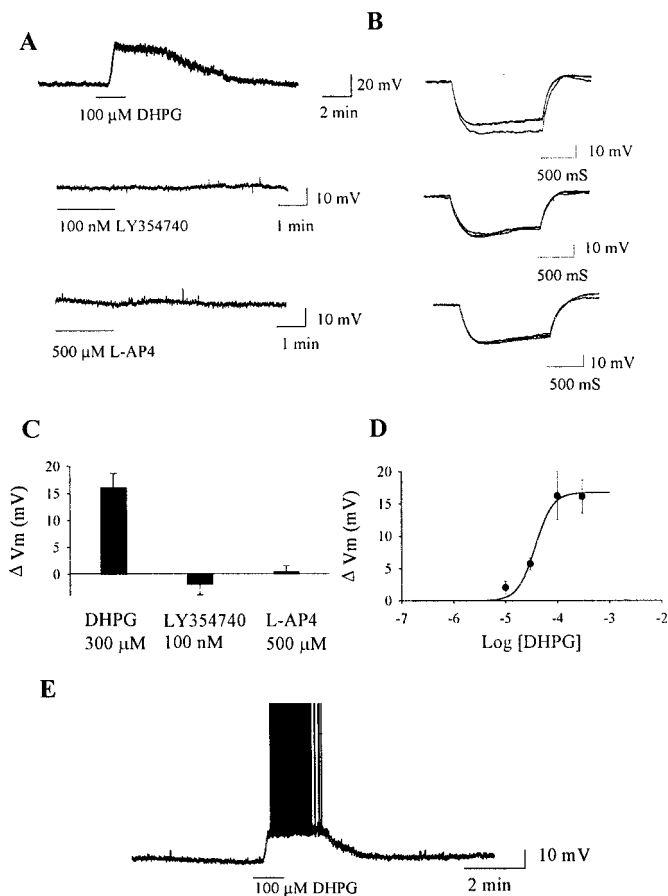 A
20 mV
100 μM DHPG
2 min
10 mV
100 nM LY354740
1 min
10 mV
500 μM L-AP4
1 min
B
10 mV
500 mS
10 mV
500 mS
10 mV
500 mS
C
Δ Vm (mV)
20
15
10
5
0
DHPG LY354740 L-AP4
300 μM 100 nM 500 μM
D
Δ Vm (mV)
20
15
10
5
0
-7 -6 -5 -4 -3 -2
Log [DHPG]
E
100 μM DHPG
10 mV
2 min